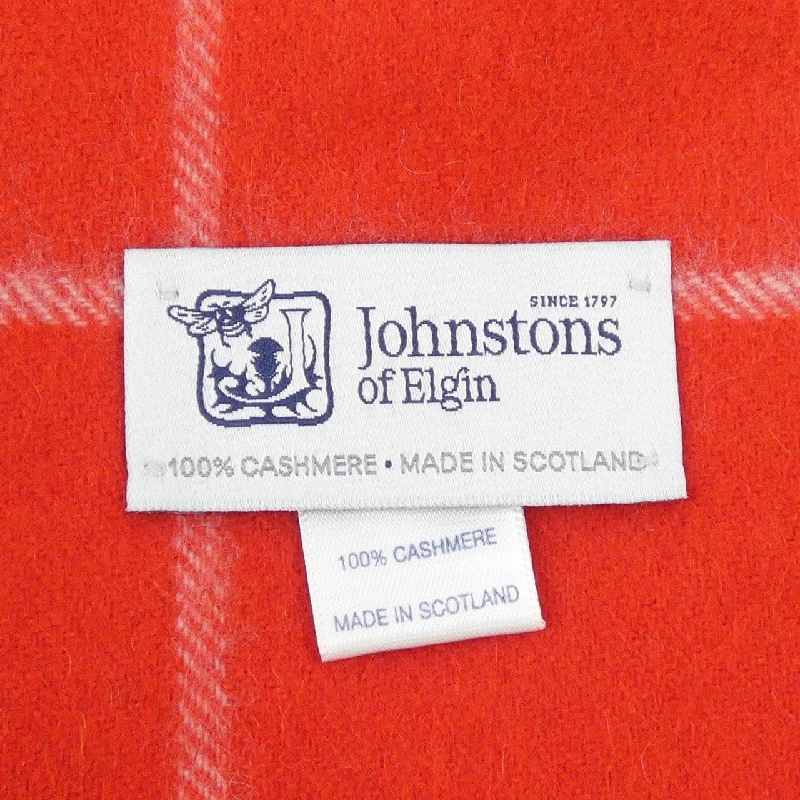 SINCE 1797
Johnstons
of Elgin
100% CASHMERE • MADE IN SCOTLAND
100% CASHMERE
MADE IN SCOTLAND